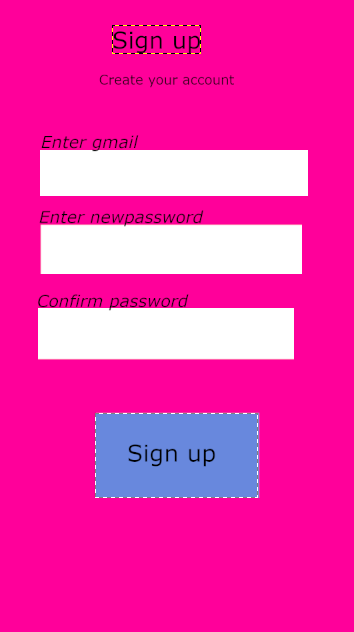 Sign up
Create your account
Enter gmail
Enter newpassword
Confirm password
Sign up